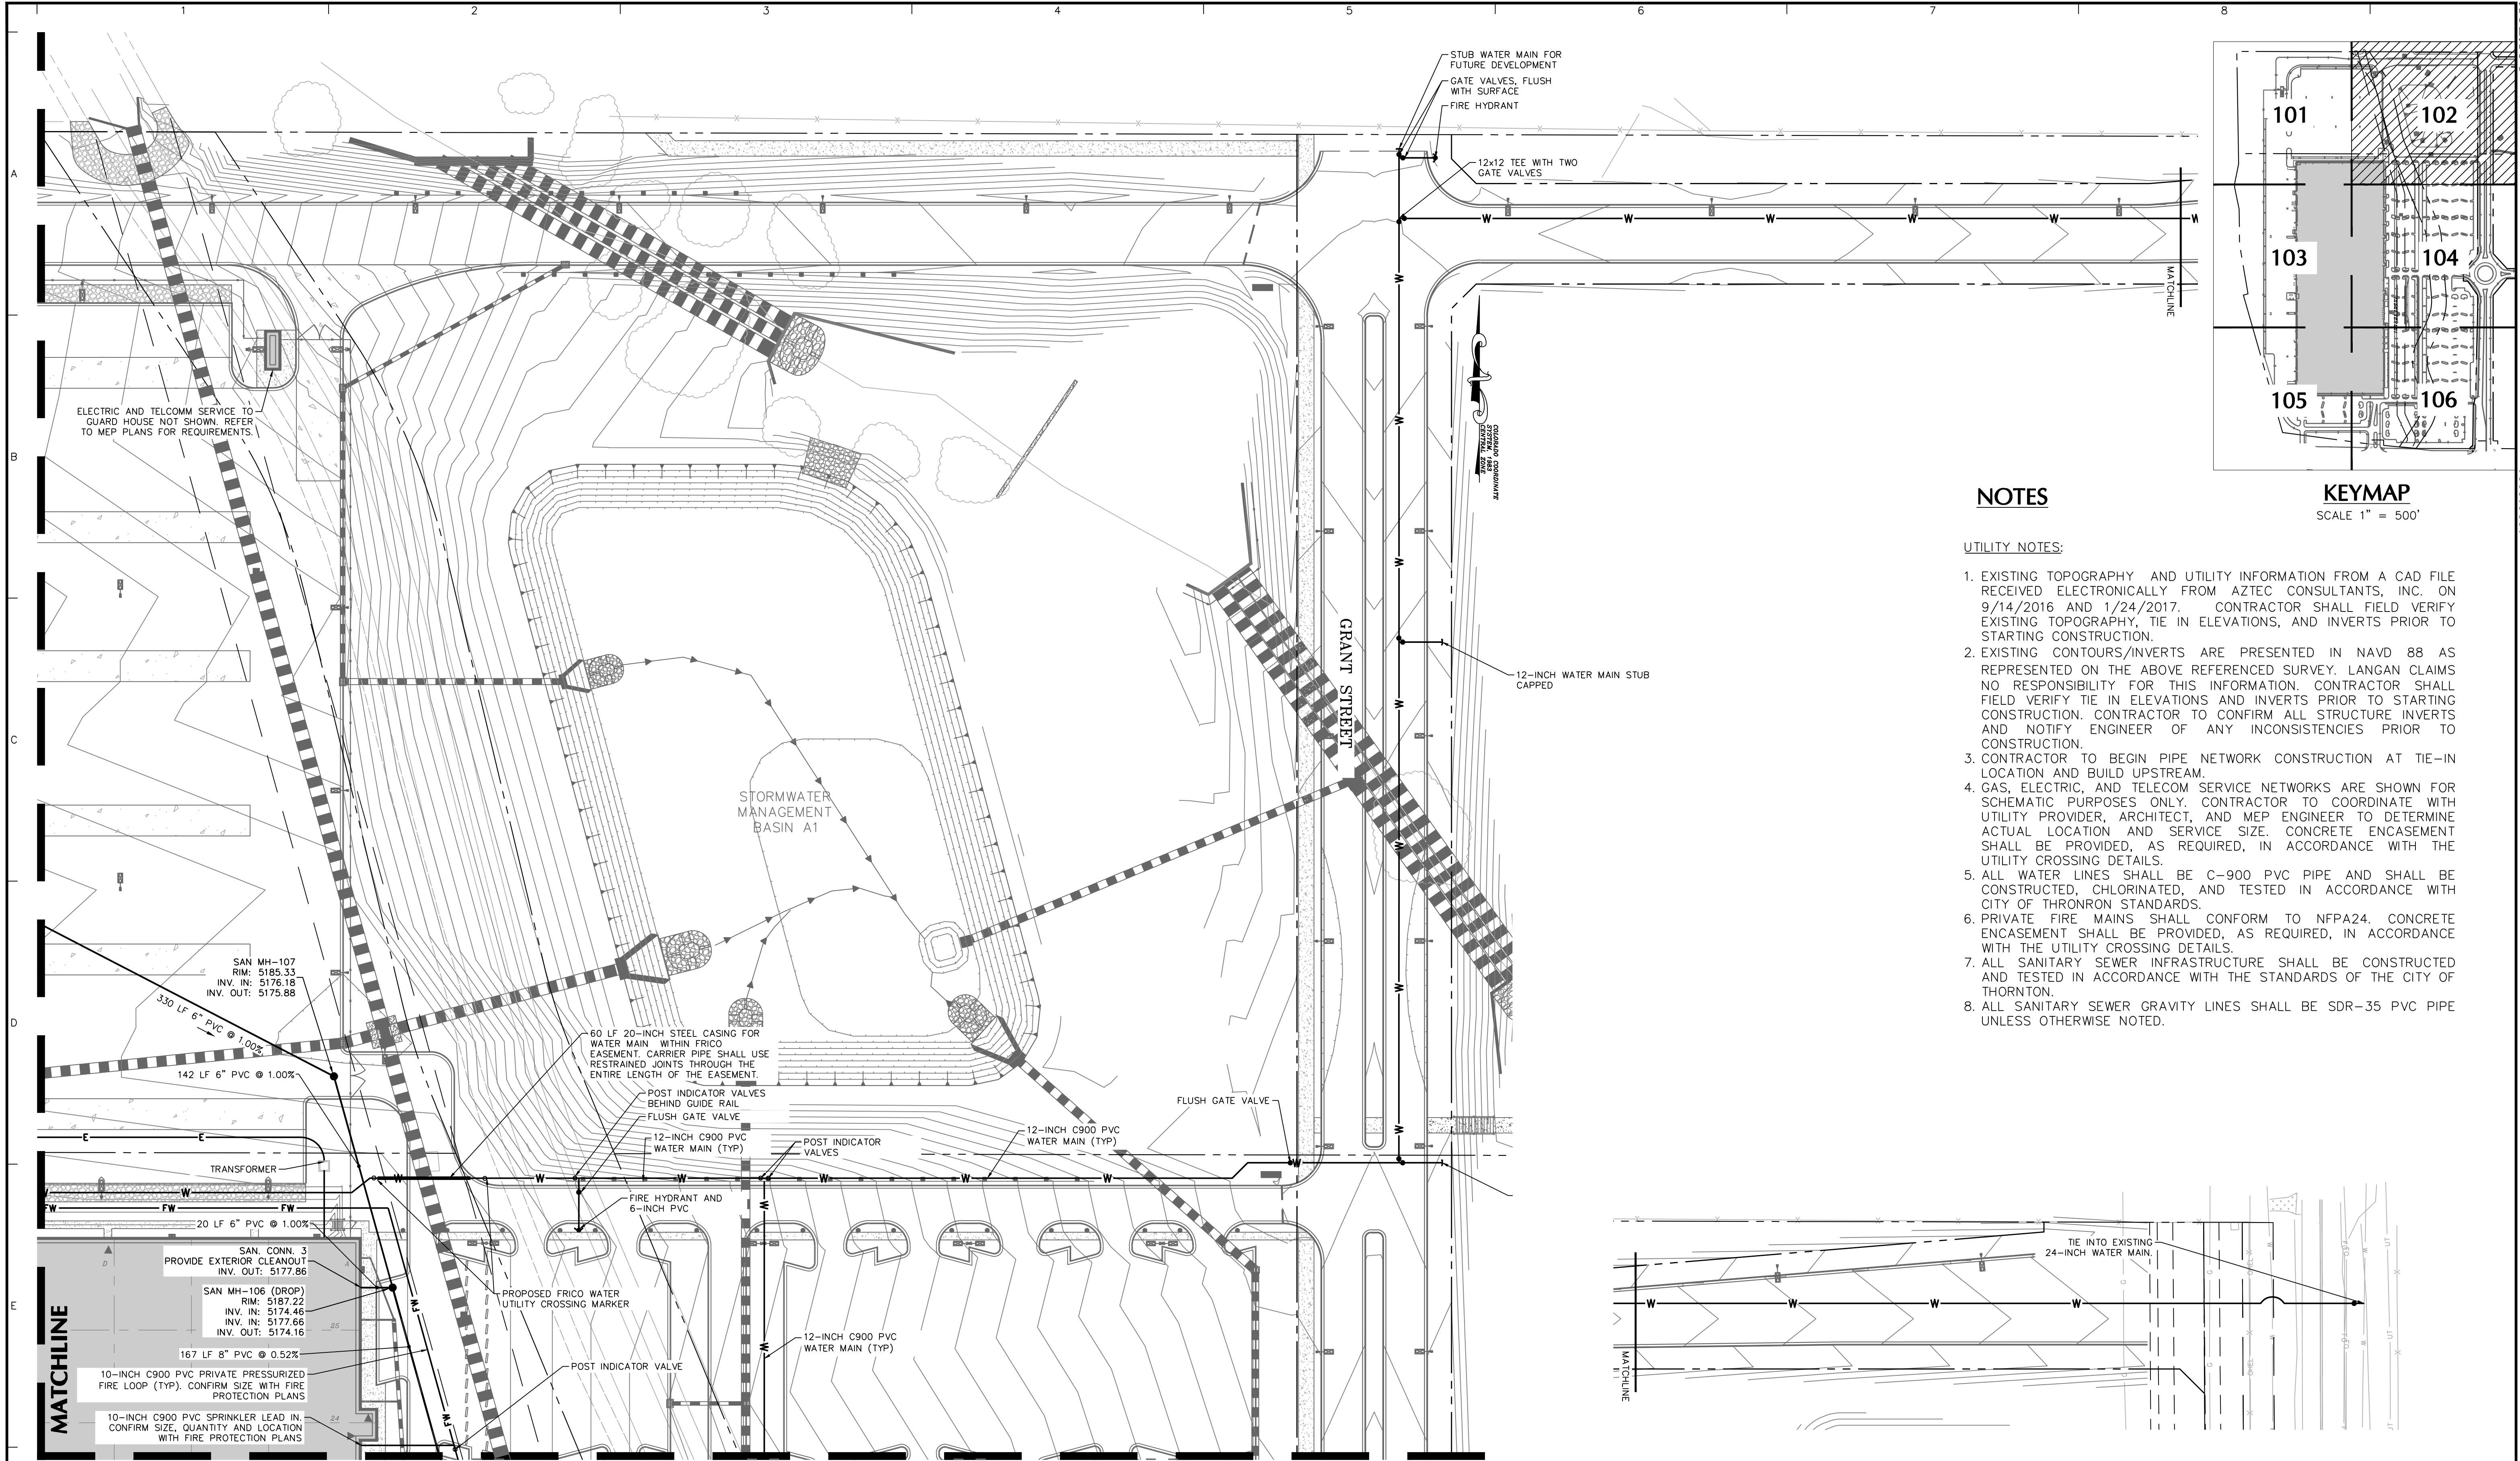 1 2 3 4 5 6 7 8
A
B
C
D
E
STUB WATER MAIN FOR
FUTURE DEVELOPMENT
GATE VALVES, FLUSH
WITH SURFACE
FIRE HYDRANT
12x12 TEE WITH TWO
GATE VALVES
W W W W W W
MATCHLINE
COLORADO COORDINATE
SYSTEM, 1983
CENTRAL ZONE
ELECTRIC AND TELCOMM SERVICE TO
GUARD HOUSE NOT SHOWN. REFER
TO MEP PLANS FOR REQUIREMENTS.
GRANT STREET
W
W
W
W
W
W
W
12-INCH WATER MAIN STUB
CAPPED
STORMWATER
MANAGEMENT
BASIN A1
SAN MH-107
RIM: 5185.33
INV. IN: 5176.18
INV. OUT: 5175.88
330 LF 6" PVC @ 1.00%
142 LF 6" PVC @ 1.00%
60 LF 20-INCH STEEL CASING FOR
WATER MAIN WITHIN FRICO
EASEMENT. CARRIER PIPE SHALL USE
RESTRAINED JOINTS THROUGH THE
ENTIRE LENGTH OF THE EASEMENT.
POST INDICATOR VALVES
BEHIND GUIDE RAIL
FLUSH GATE VALVE
12-INCH C900 PVC
WATER MAIN (TYP)
POST INDICATOR
VALVES
12-INCH C900 PVC
WATER MAIN (TYP)
FLUSH GATE VALVE
E E
TRANSFORMER
W W W W W W W W W
FW FW FW
FIRE HYDRANT AND
6-INCH PVC
W
20 LF 6" PVC @ 1.00%
SAN. CONN. 3
PROVIDE EXTERIOR CLEANOUT
INV. OUT: 5177.86
D
A
SAN MH-106 (DROP)
RIM: 5187.22
INV. IN: 5174.46
INV. IN: 5177.66
INV. OUT: 5174.16
25
FW
PROPOSED FRICO WATER
UTILITY CROSSING MARKER
167 LF 8" PVC @ 0.52%
12-INCH C900 PVC
WATER MAIN (TYP)
W
POST INDICATOR VALVE
10-INCH C900 PVC PRIVATE PRESSURIZED
FIRE LOOP (TYP). CONFIRM SIZE WITH FIRE
PROTECTION PLANS
10-INCH C900 PVC SPRINKLER LEAD IN.
CONFIRM SIZE, QUANTITY AND LOCATION
WITH FIRE PROTECTION PLANS
24
FW
MATCHLINE
101 102
103 104
105 106
KEYMAP
SCALE 1" = 500'
NOTES
UTILITY NOTES:
1. EXISTING TOPOGRAPHY AND UTILITY INFORMATION FROM A CAD FILE
RECEIVED ELECTRONICALLY FROM AZTEC CONSULTANTS, INC. ON
9/14/2016 AND 1/24/2017. CONTRACTOR SHALL FIELD VERIFY
EXISTING TOPOGRAPHY, TIE IN ELEVATIONS, AND INVERTS PRIOR TO
STARTING CONSTRUCTION.
2. EXISTING CONTOURS/INVERTS ARE PRESENTED IN NAVD 88 AS
REPRESENTED ON THE ABOVE REFERENCED SURVEY. LANGAN CLAIMS
NO RESPONSIBILITY FOR THIS INFORMATION. CONTRACTOR SHALL
FIELD VERIFY TIE IN ELEVATIONS AND INVERTS PRIOR TO STARTING
CONSTRUCTION. CONTRACTOR TO CONFIRM ALL STRUCTURE INVERTS
AND NOTIFY ENGINEER OF ANY INCONSISTENCIES PRIOR TO
CONSTRUCTION.
3. CONTRACTOR TO BEGIN PIPE NETWORK CONSTRUCTION AT TIE-IN
LOCATION AND BUILD UPSTREAM.
4. GAS, ELECTRIC, AND TELECOM SERVICE NETWORKS ARE SHOWN FOR
SCHEMATIC PURPOSES ONLY. CONTRACTOR TO COORDINATE WITH
UTILITY PROVIDER, ARCHITECT, AND MEP ENGINEER TO DETERMINE
ACTUAL LOCATION AND SERVICE SIZE. CONCRETE ENCASEMENT
SHALL BE PROVIDED, AS REQUIRED, IN ACCORDANCE WITH THE
UTILITY CROSSING DETAILS.
5. ALL WATER LINES SHALL BE C-900 PVC PIPE AND SHALL BE
CONSTRUCTED, CHLORINATED, AND TESTED IN ACCORDANCE WITH
CITY OF THRONRON STANDARDS.
6. PRIVATE FIRE MAINS SHALL CONFORM TO NFPA24. CONCRETE
ENCASEMENT SHALL BE PROVIDED, AS REQUIRED, IN ACCORDANCE
WITH THE UTILITY CROSSING DETAILS.
7. ALL SANITARY SEWER INFRASTRUCTURE SHALL BE CONSTRUCTED
AND TESTED IN ACCORDANCE WITH THE STANDARDS OF THE CITY OF
THORNTON.
8. ALL SANITARY SEWER GRAVITY LINES SHALL BE SDR-35 PVC PIPE
UNLESS OTHERWISE NOTED.
TIE INTO EXISTING
24-INCH WATER MAIN.
W W W W
MATCHLINE